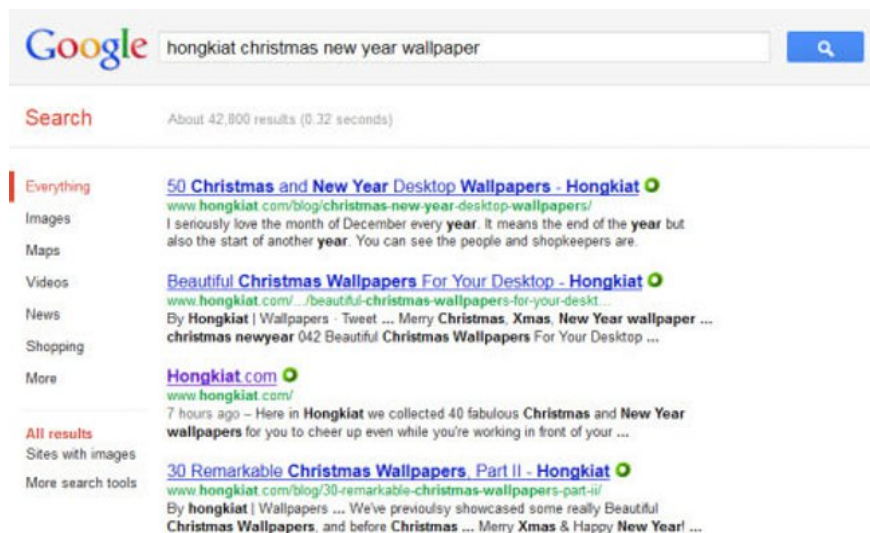 Google hongkiat christmas new year wallpaper
Search About 42,800 results (0.32 seconds)
Everything
Images
Maps
Videos
News
Shopping
More
All results
Sites with images
More search tools
50 Christmas and New Year Desktop Wallpapers - Hongkiat
www.hongkiat.com/blog/christmas-new-year-desktop-wallpapers/
I seriously love the month of December every year. It means the end of the year but
also the start of another year. You can see the people and shopkeepers are.
Beautiful Christmas Wallpapers For Your Desktop - Hongkiat
www.hongkiat.com/.../beautiful-christmas-wallpapers-for-your-deskt...
By Hongkiat | Wallpapers · Tweet ... Merry Christmas, Xmas, New Year wallpaper ...
christmas newyear 042 Beautiful Christmas Wallpapers For Your Desktop ...
Hongkiat.com
www.hongkiat.com/
7 hours ago – Here in Hongkiat we collected 40 fabulous Christmas and New Year
wallpapers for you to cheer up even while you're working in front of your ...
30 Remarkable Christmas Wallpapers, Part II - Hongkiat
www.hongkiat.com/blog/30-remarkable-christmas-wallpapers-part-ii/
By hongkiat | Wallpapers ... We've previoulsy showcased some really Beautiful
Christmas Wallpapers, and before Christmas ... Merry Xmas & Happy New Year! ...